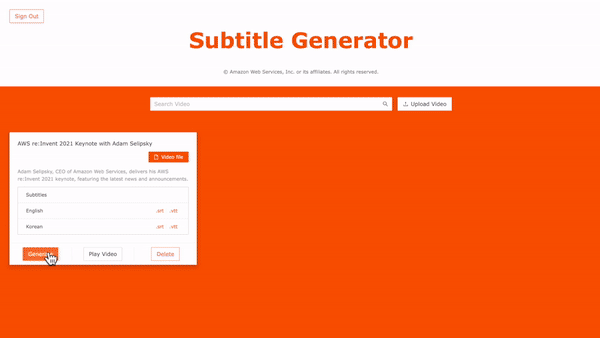 Sign Out
Subtitle Generator
© Amazon Web Services, Inc. or its affiliates. All rights reserved.
Search Video
Upload Video
AWS re:Invent 2021 Keynote with Adam Selipsky
Video file
Adam Selipsky, CEO of Amazon Web Services, delivers his AWS
re:Invent 2021 keynote, featuring the latest news and announcements.
Subtitles
English .srt .vtt
Korean .srt .vtt
Play Video Delete